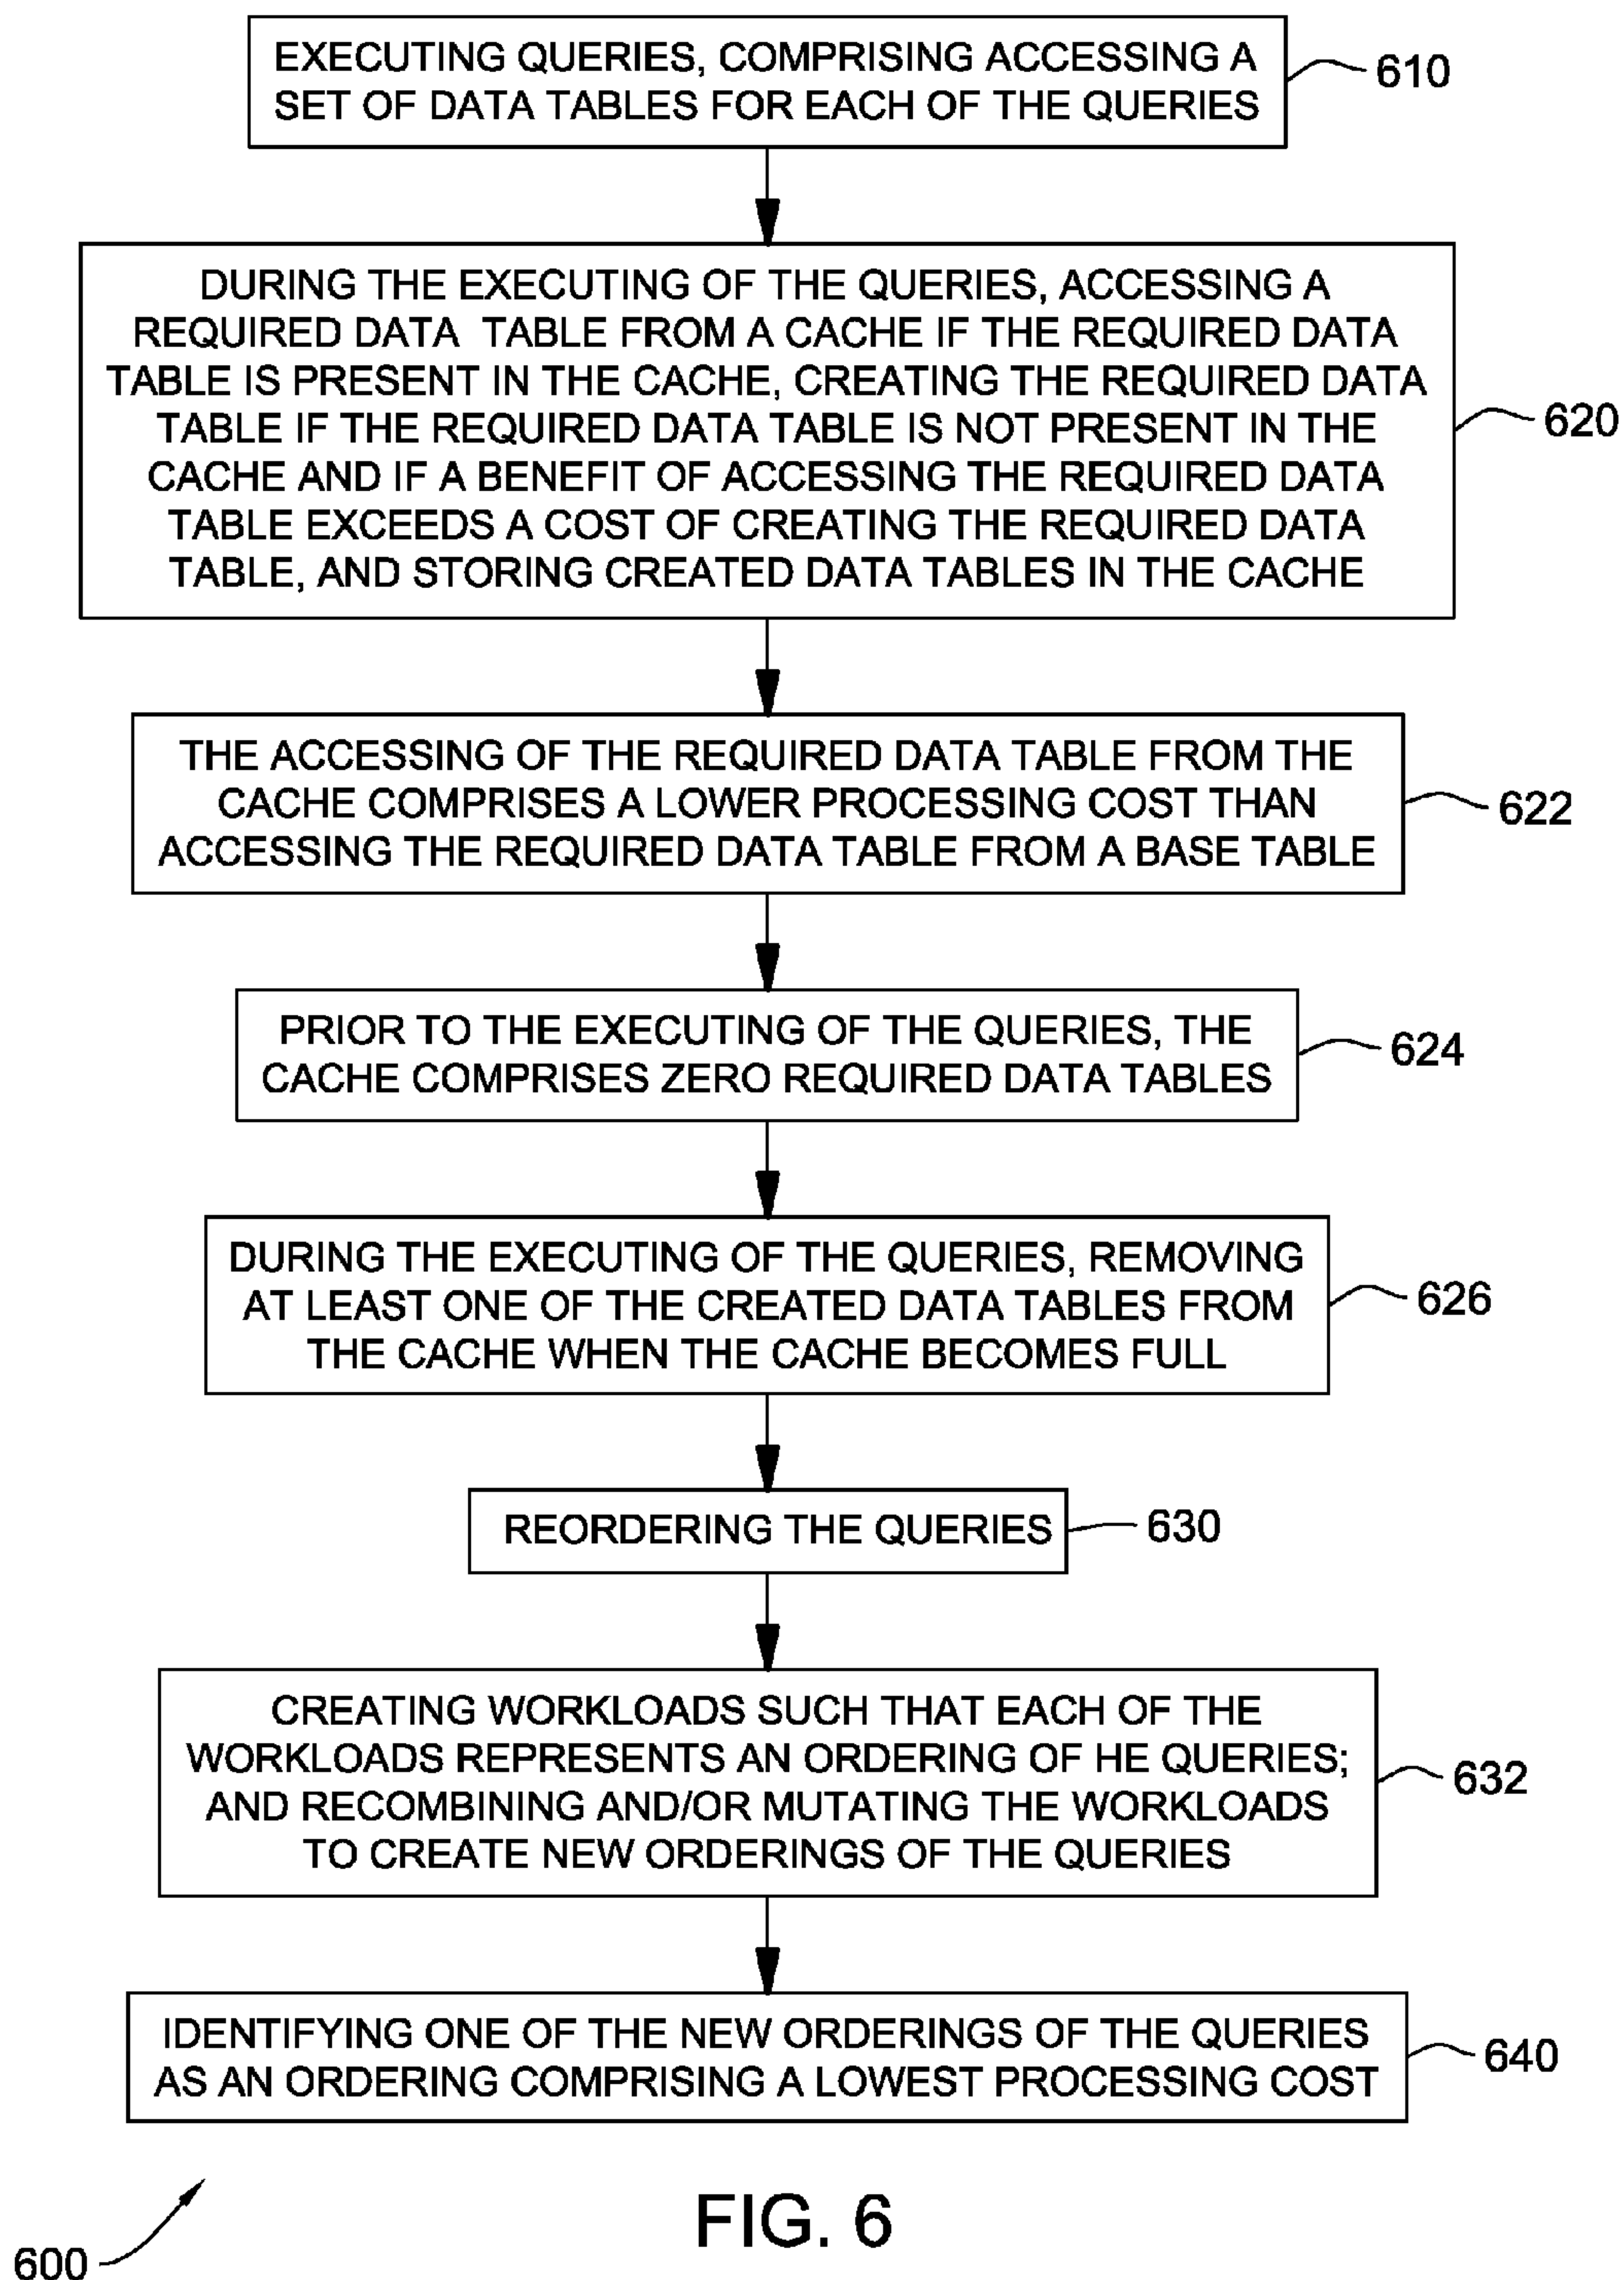 EXECUTING QUERIES, COMPRISING ACCESSING A
SET OF DATA TABLES FOR EACH OF THE QUERIES
610
DURING THE EXECUTING OF THE QUERIES, ACCESSING A
REQUIRED DATA TABLE FROM A CACHE IF THE REQUIRED DATA
TABLE IS PRESENT IN THE CACHE, CREATING THE REQUIRED DATA
TABLE IF THE REQUIRED DATA TABLE IS NOT PRESENT IN THE
CACHE AND IF A BENEFIT OF ACCESSING THE REQUIRED DATA
TABLE EXCEEDS A COST OF CREATING THE REQUIRED DATA
TABLE, AND STORING CREATED DATA TABLES IN THE CACHE
620
THE ACCESSING OF THE REQUIRED DATA TABLE FROM THE
CACHE COMPRISES A LOWER PROCESSING COST THAN
ACCESSING THE REQUIRED DATA TABLE FROM A BASE TABLE
622
PRIOR TO THE EXECUTING OF THE QUERIES, THE
CACHE COMPRISES ZERO REQUIRED DATA TABLES
624
DURING THE EXECUTING OF THE QUERIES, REMOVING
AT LEAST ONE OF THE CREATED DATA TABLES FROM
THE CACHE WHEN THE CACHE BECOMES FULL
626
REORDERING THE QUERIES
630
CREATING WORKLOADS SUCH THAT EACH OF THE
WORKLOADS REPRESENTS AN ORDERING OF HE QUERIES;
AND RECOMBINING AND/OR MUTATING THE WORKLOADS
TO CREATE NEW ORDERINGS OF THE QUERIES
632
IDENTIFYING ONE OF THE NEW ORDERINGS OF THE QUERIES
AS AN ORDERING COMPRISING A LOWEST PROCESSING COST
640
600
FIG. 6